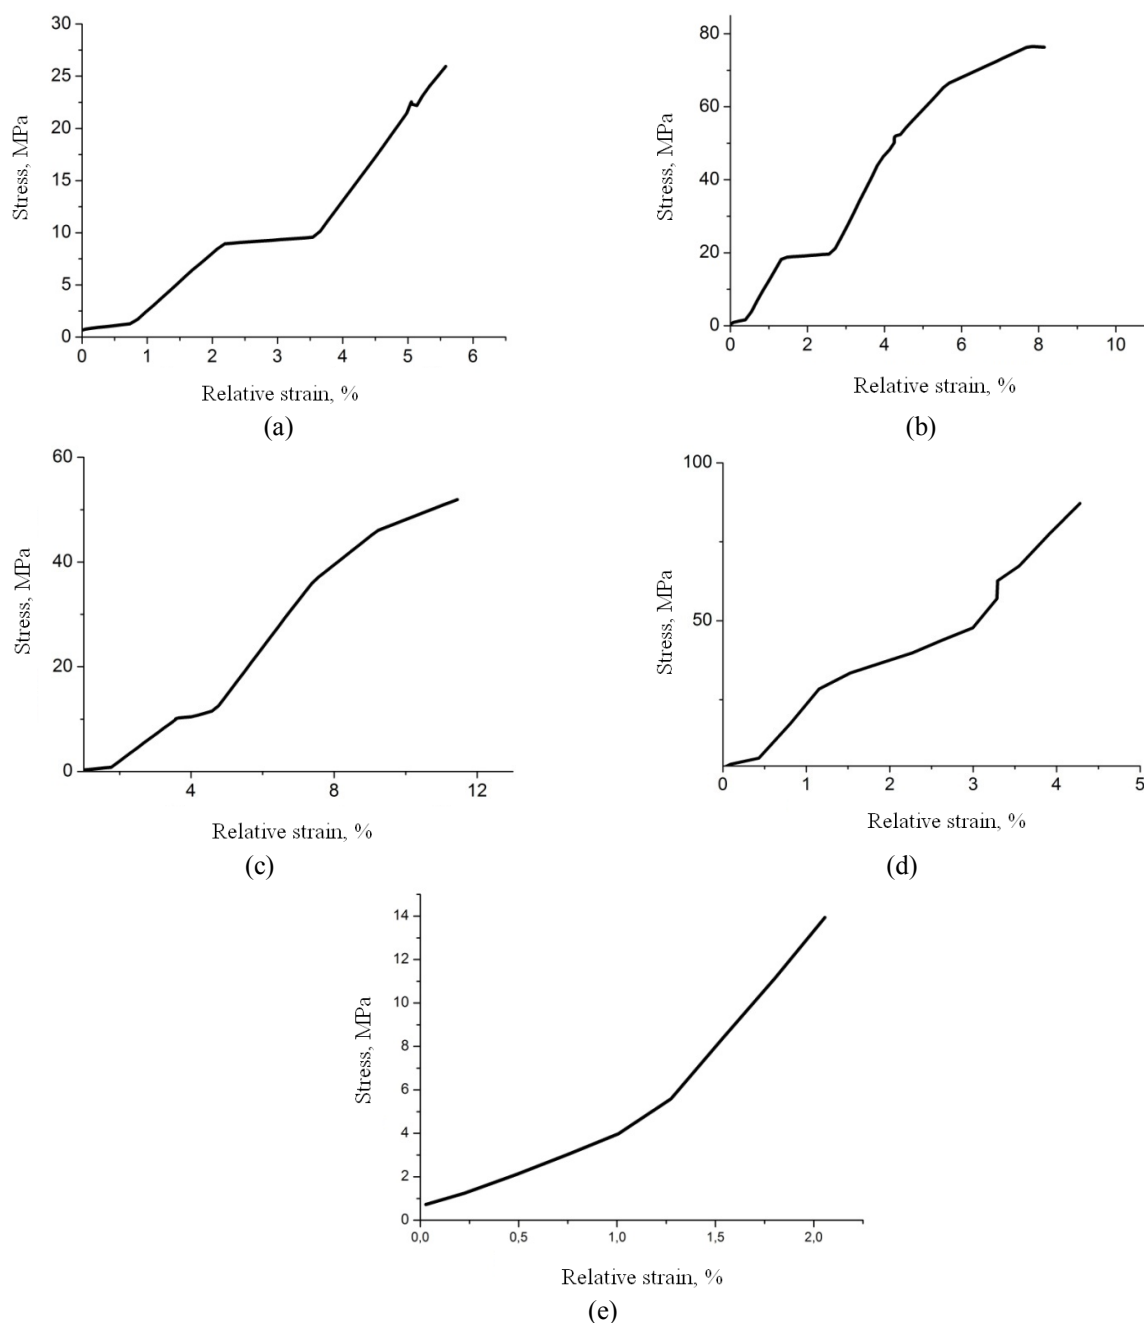 30
25
20
15
10
5
0
0 1 2 3 4 5 6
Stress, MPa
Relative strain, %
(a)
80
60
40
20
0
0 2 4 6 8 10
Stress, MPa
Relative strain, %
(b)
60
40
20
0
4 8 12
Stress, MPa
Relative strain, %
(c)
100
50
0 1 2 3 4 5
Stress, MPa
Relative strain, %
(d)
14
12
10
8
6
4
2
0
0,0 0,5 1,0 1,5 2,0
Stress, MPa
Relative strain, %
(e)